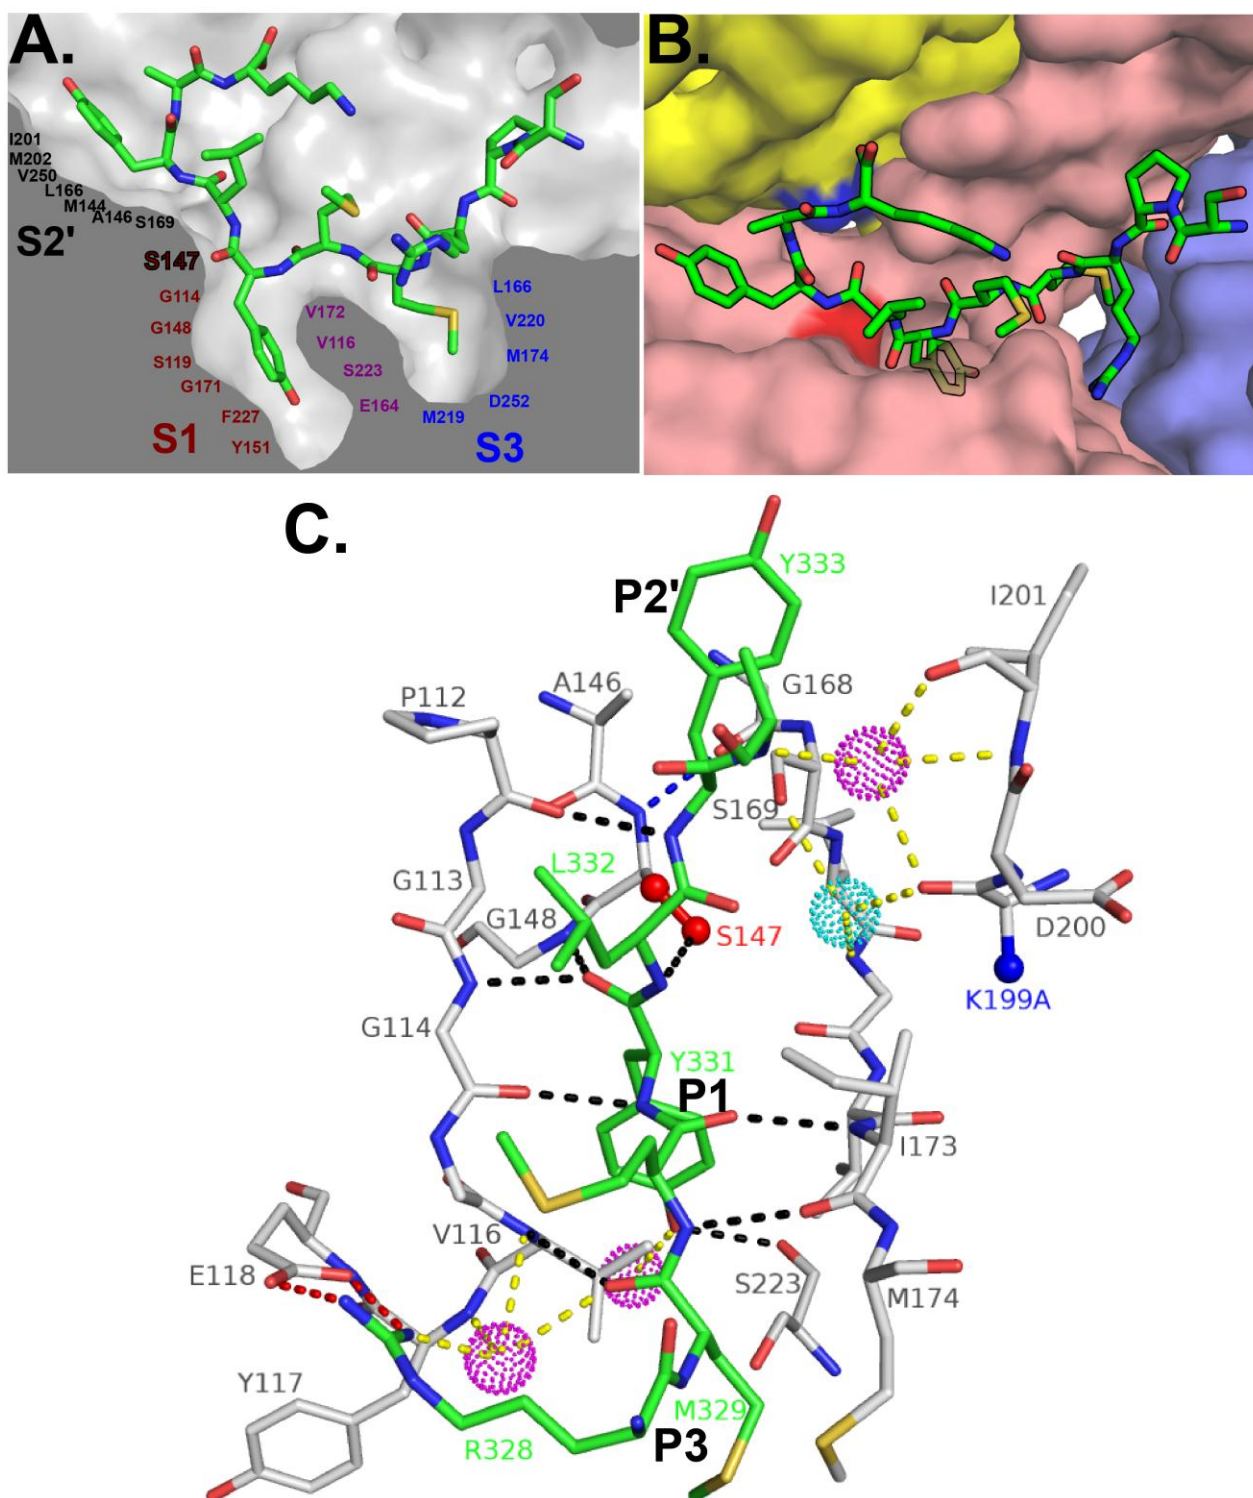 A.
B.
I201
M202
V250
L166
M144
A146
S169
S2'
S147
G114
G148
S119
G171
F227
Y151
S1
V172
V116
S223
E164
L166
V220
M174
D252
M219
S3
C.
Y333
P2'
I201
A146
G168
P112
S169
L332
G113
G148
S147
D200
K199A
G114
Y331
P1
I173
V116
E118
S223
M174
Y117
M329
R328
P3